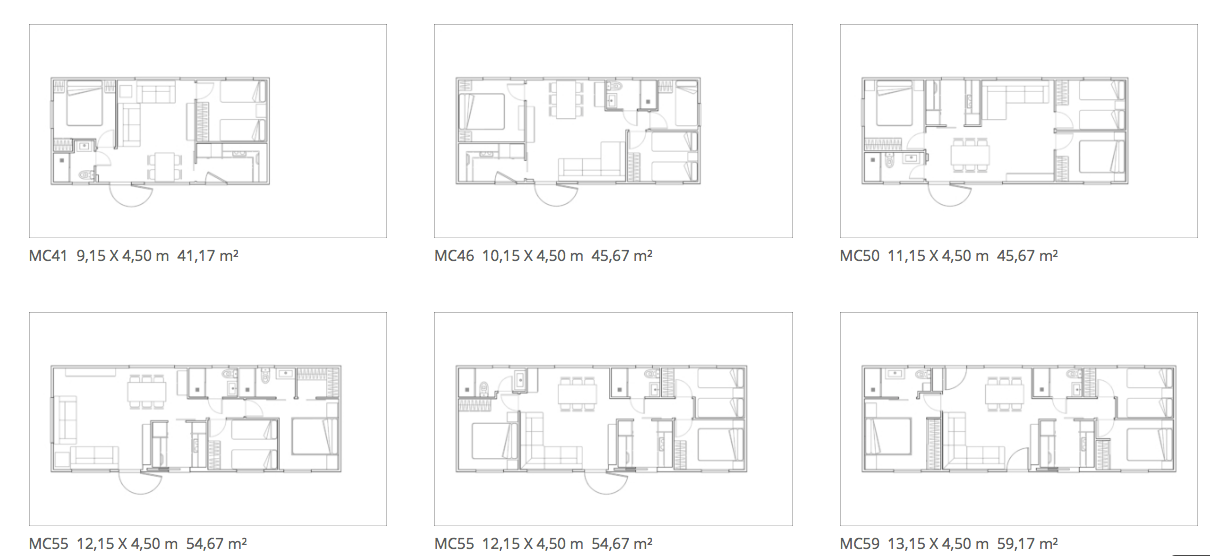 MC41 9,15 X 4,50 m 41,17 m²
MC46 10,15 X 4,50 m 45,67 m²
MC50 11,15 X 4,50 m 45,67 m²
MC55 12,15 X 4,50 m 54,67 m²
MC55 12,15 X 4,50 m 54,67 m²
MC59 13,15 X 4,50 m 59,17 m²